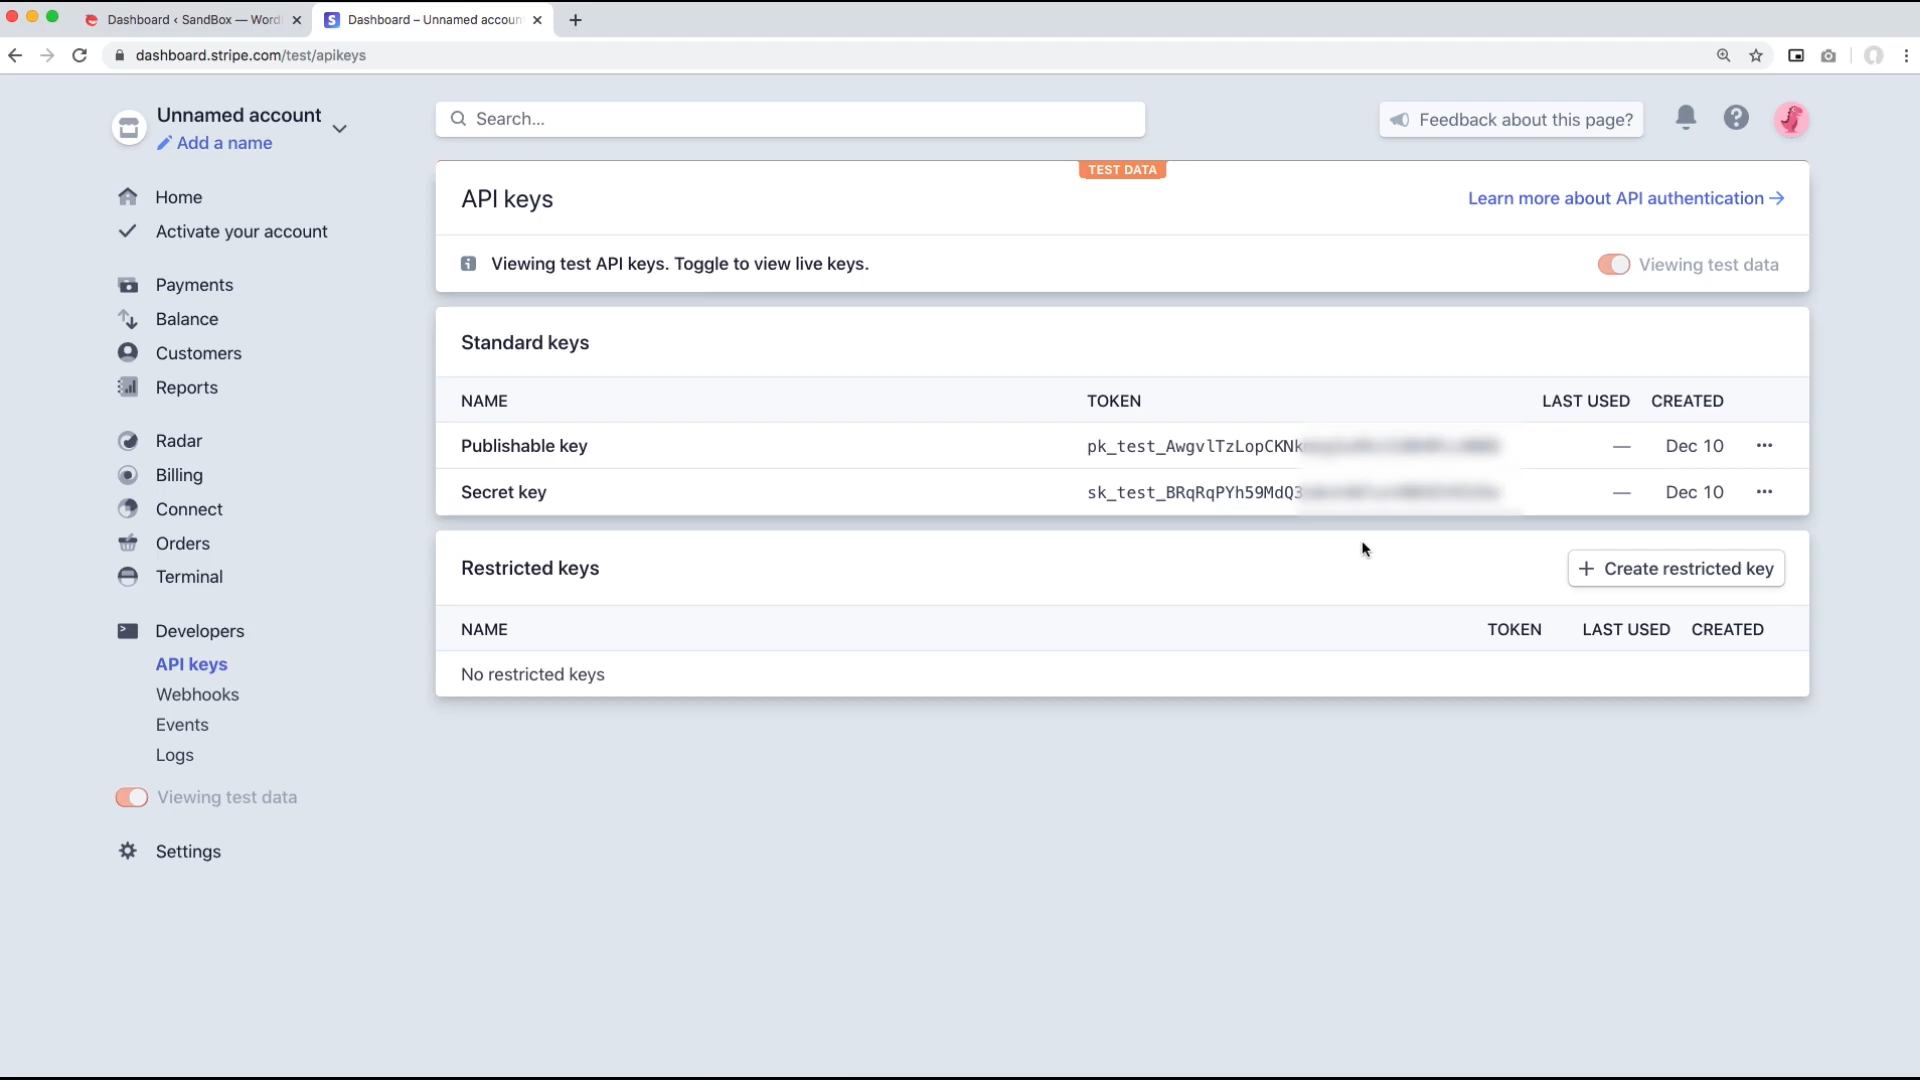 Dashboard ‹ SandBox — Word
Dashboard – Unnamed accoun
dashboard.stripe.com/test/apikeys
Unnamed account
Add a name
Search...
Feedback about this page?
Home
Activate your account
Payments
Balance
Customers
Reports
Radar
Billing
Connect
Orders
Terminal
Developers
API keys
Webhooks
Events
Logs
Viewing test data
Settings
TEST DATA
API keys
Learn more about API authentication
Viewing test API keys. Toggle to view live keys.
Viewing test data
Standard keys
NAME TOKEN LAST USED CREATED
Publishable key pk_test_AwgvlTzLopCKNk — Dec 10
Secret key sk_test_BRqRqPYh59MdQ3 — Dec 10
Restricted keys
Create restricted key
NAME TOKEN LAST USED CREATED
No restricted keys